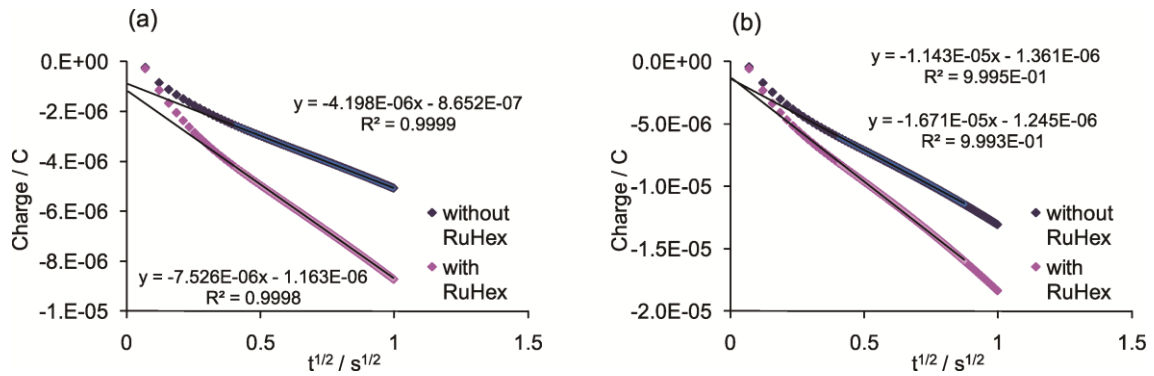 (a)
Charge / C
0.E+00
-2.E-06
-4.E-06
-6.E-06
-8.E-06
-1.E-05
y = -4.198E-06x - 8.652E-07
R² = 0.9999
y = -7.526E-06x - 1.163E-06
R² = 0.9998
without
RuHex
with
RuHex
0
0.5
1
1.5
t1/2 / s1/2
(b)
Charge / C
0.0E+00
-5.0E-06
-1.0E-05
-1.5E-05
-2.0E-05
y = -1.143E-05x - 1.361E-06
R² = 9.995E-01
y = -1.671E-05x - 1.245E-06
R² = 9.993E-01
without
RuHex
with
RuHex
0
0.5
1
1.5
t1/2 / s1/2